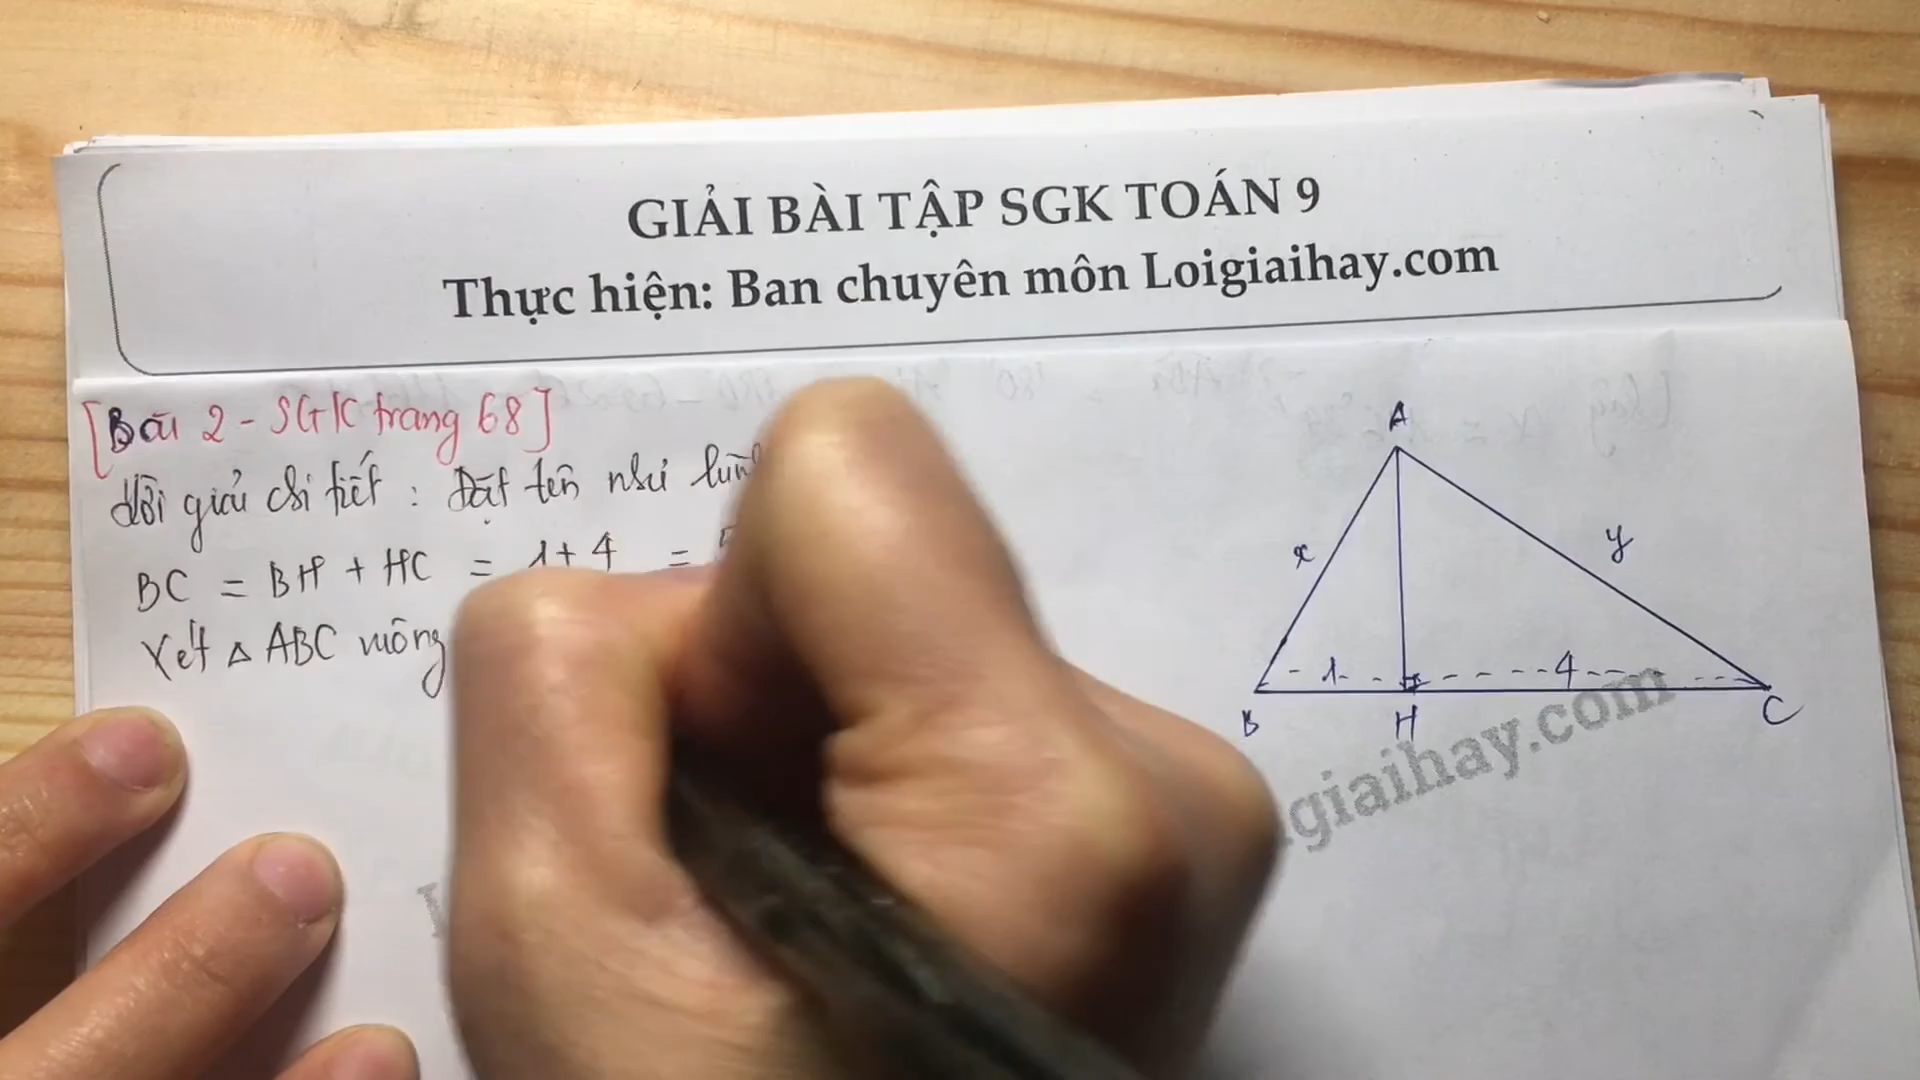 GIẢI BÀI TẬP SGK TOÁN 9
Thực hiện: Ban chuyên môn Loigiaihay.com
[Bài 2 - SGK trang 68]
Lời giải chi tiết : Đặt tên như
BC = BH + HC = 1 + 4 =
Xét △ ABC vuông
A
x
y
1
4
B
H
C
giaihay.com